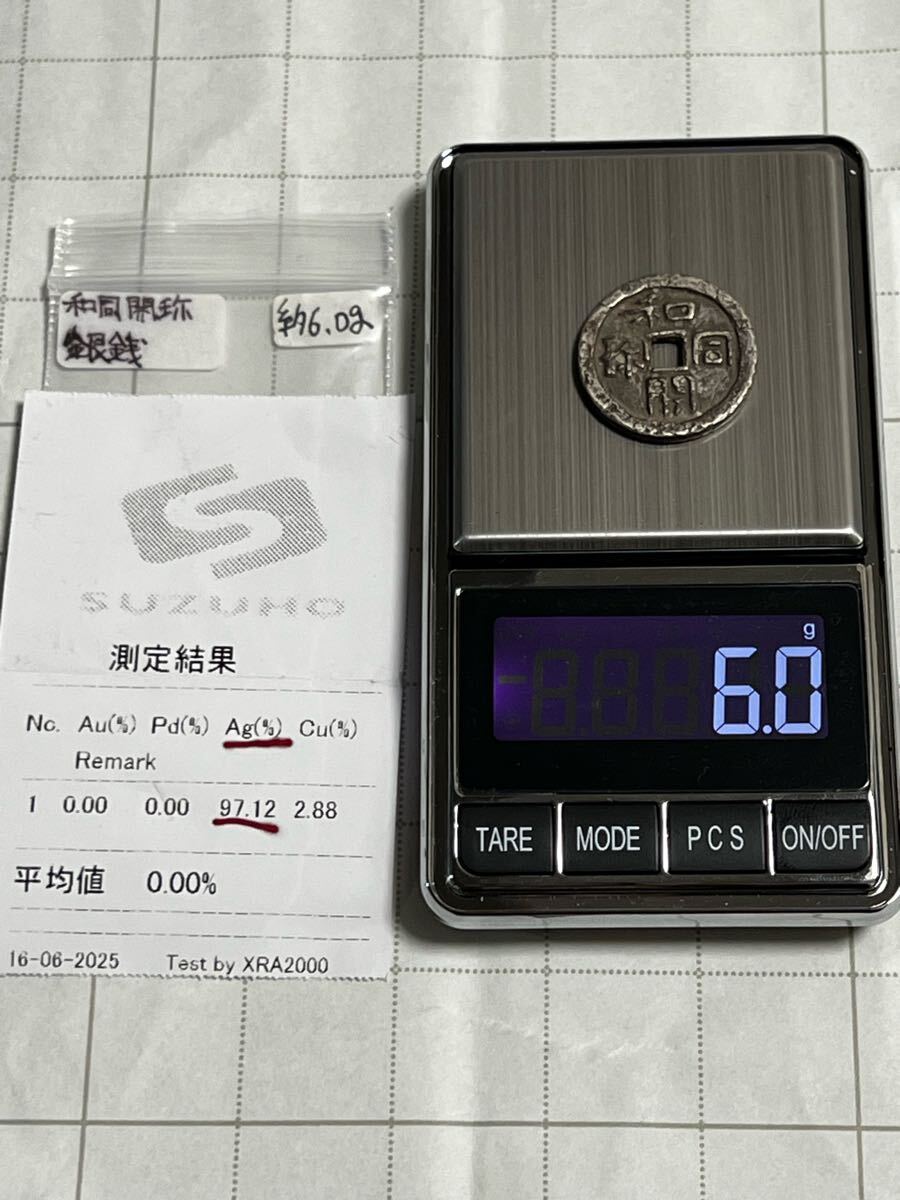 和同開珎
銀銭
約6.0g
SUZUHO
測定結果
No. Au(%) Pd(%) Ag(%) Cu(%)
Remark
1 0.00 0.00 97.12 2.88
平均値 0.00%
16-06-2025 Test by XRA2000
和
同
開
珎
g
6.0
TARE MODE PCS ON/OFF